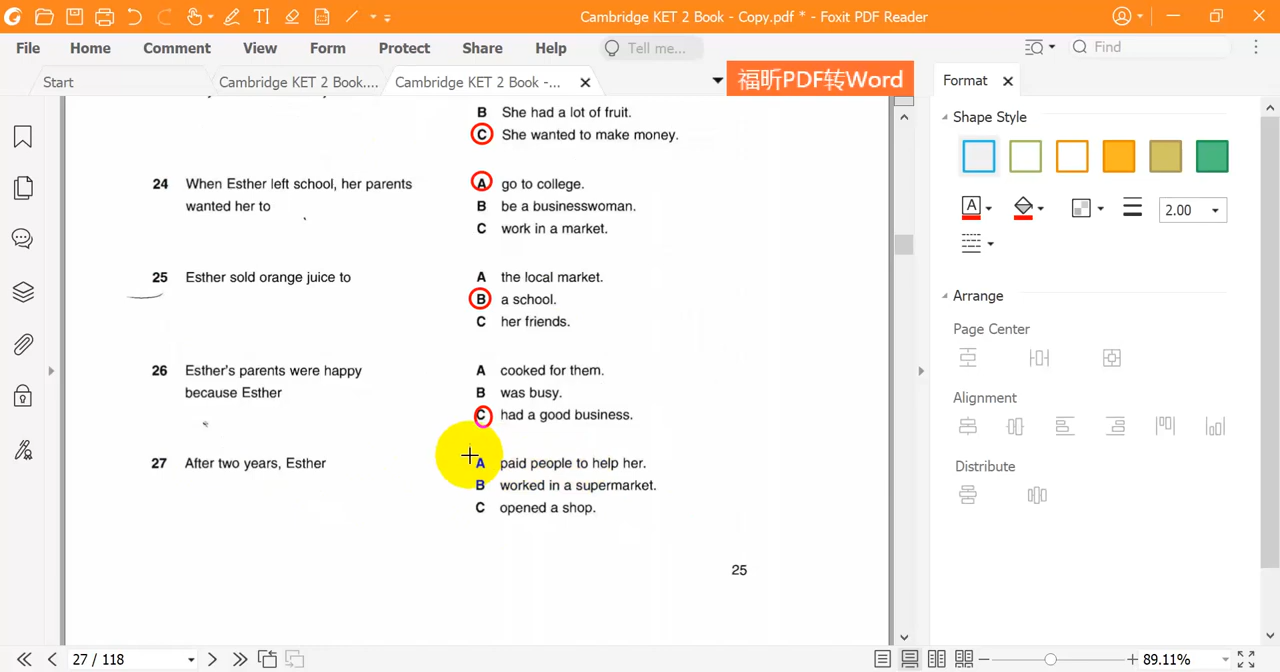 Cambridge KET 2 Book - Copy.pdf * - Foxit PDF Reader
File Home Comment View Form Protect Share Help Tell me... Find
Start Cambridge KET 2 Book.... Cambridge KET 2 Book -... 福昕PDF转Word Format
B She had a lot of fruit.
C She wanted to make money.
24 When Esther left school, her parents A go to college.
wanted her to B be a businesswoman.
C work in a market.
25 Esther sold orange juice to A the local market.
B a school.
C her friends.
26 Esther's parents were happy A cooked for them.
because Esther B was busy.
C had a good business.
27 After two years, Esther A paid people to help her.
B worked in a supermarket.
C opened a shop.
25
Shape Style
2.00
Arrange
Page Center
Alignment
Distribute
27 / 118
89.11%